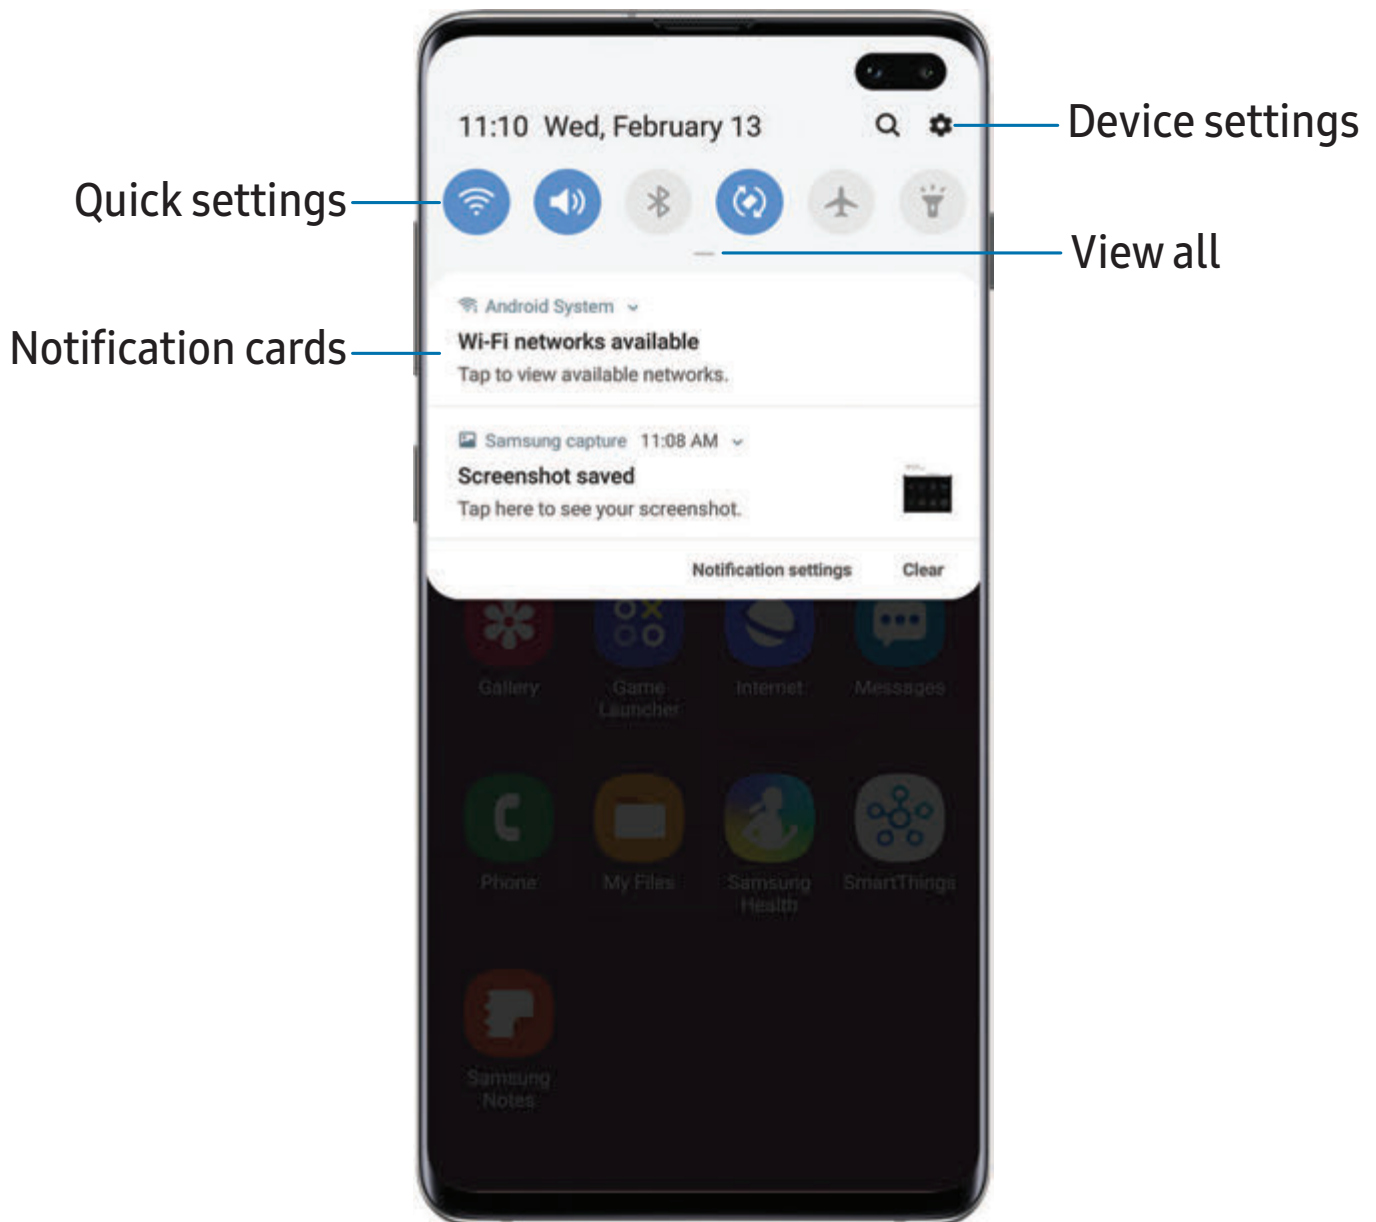 11:10 Wed, February 13
Device settings
Quick settings
View all
Android System
Wi-Fi networks available
Notification cards
Tap to view available networks.
Samsung capture 11:08 AM
Screenshot saved
Tap here to see your screenshot.
Notification settings Clear
Gallery Game Internet Messages
Launcher
Phone My Files Samsung SmartThings
Health
Samsung
Notes